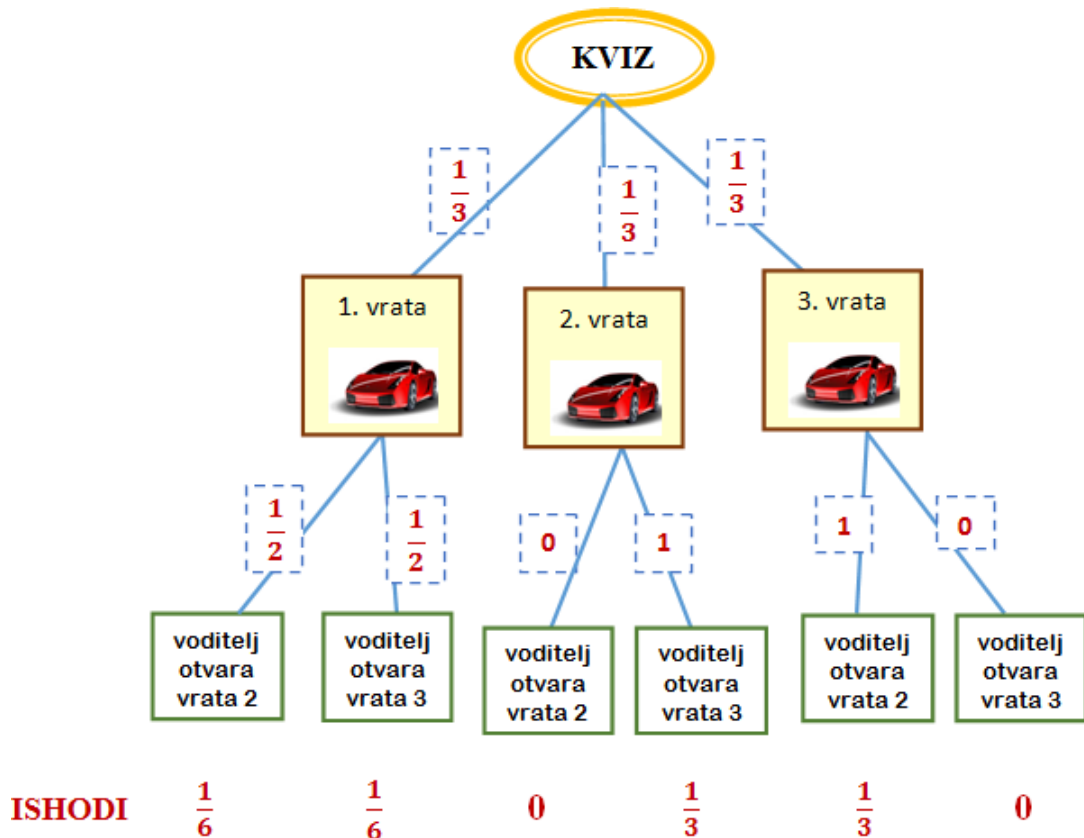 KVIZ
1/3
1/3
1/3
1. vrata
2. vrata
3. vrata
1/2
1/2
0
1
1
0
voditelj
otvara
vrata 2
voditelj
otvara
vrata 3
voditelj
otvara
vrata 2
voditelj
otvara
vrata 3
voditelj
otvara
vrata 2
voditelj
otvara
vrata 3
ISHODI 1/6 1/6 0 1/3 1/3 0